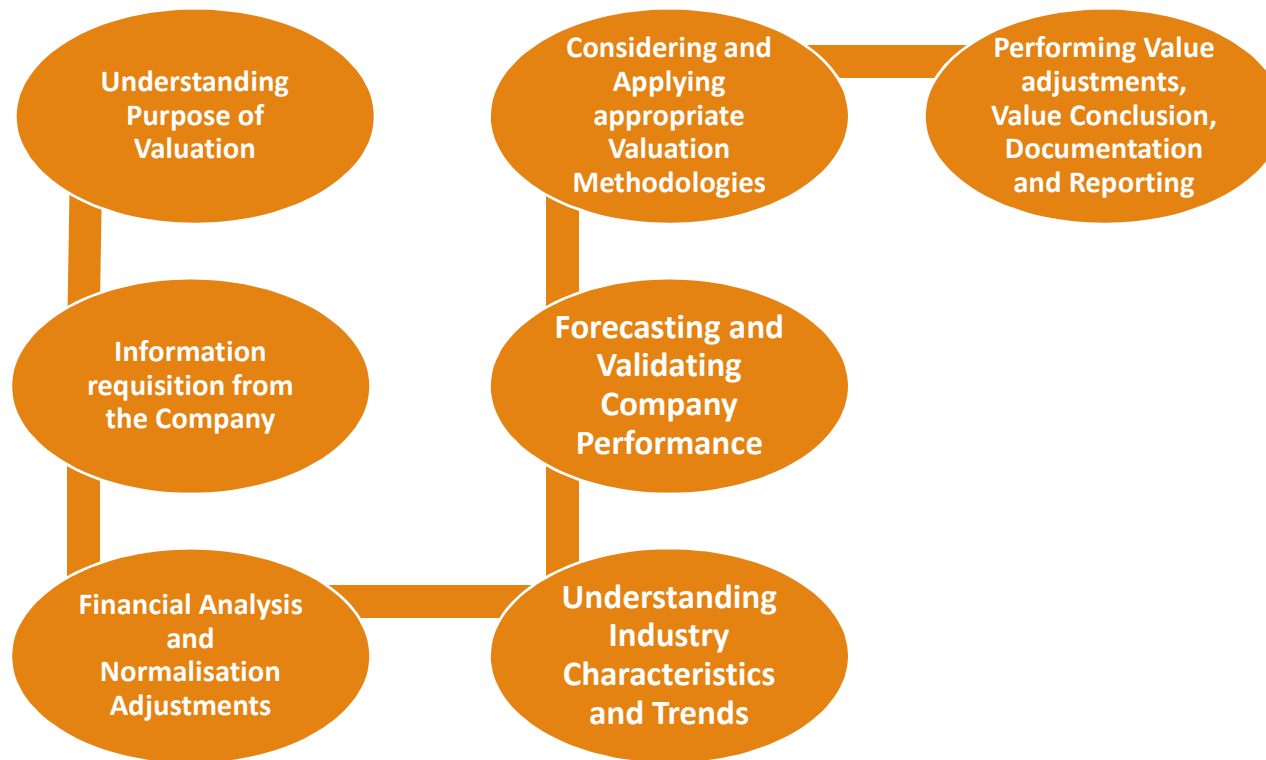 Understanding
Purpose of
Valuation
Information
requisition from
the Company
Financial Analysis
and
Normalisation
Adjustments
Understanding
Industry
Characteristics
and Trends
Forecasting and
Validating
Company
Performance
Considering and
Applying
appropriate
Valuation
Methodologies
Performing Value
adjustments,
Value Conclusion,
Documentation
and Reporting